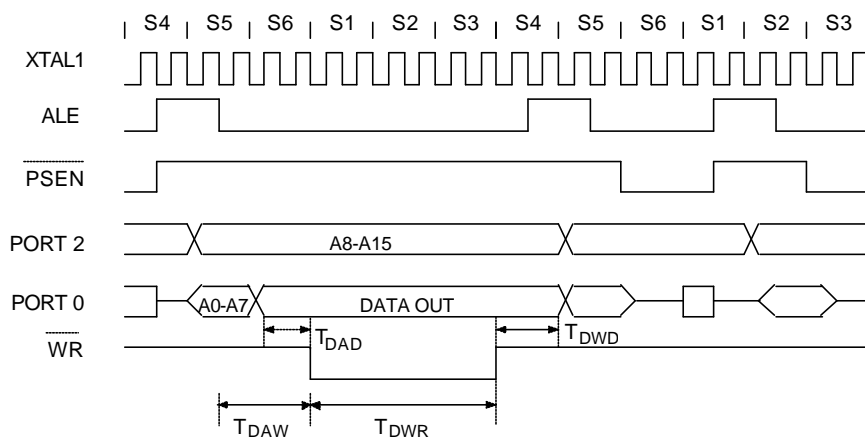 S4 S5 S6 S1 S2 S3 S4 S5 S6 S1 S2 S3
XTAL1
ALE
PSEN
PORT 2 A8-A15
PORT 0 A0-A7 DATA OUT
TDAD TDWD
WR
TDAW TDWR